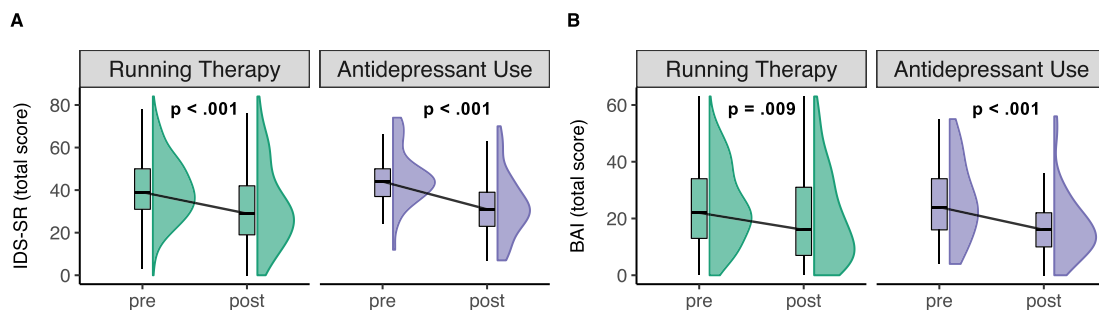 A
B
Running Therapy
Antidepressant Use
Running Therapy
Antidepressant Use
p < .001
p < .001
p = .009
p < .001
IDS-SR (total score)
80
60
40
20
0
BAI (total score)
60
40
20
0
pre
post
pre
post
pre
post
pre
post